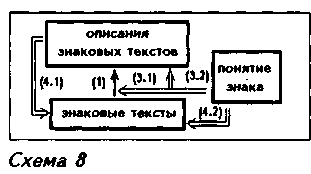 описания
знаковых текстов
(4.1) (1) (3.1) (3.2)
понятие
знака
знаковые тексты
(4.2)
Схема 8